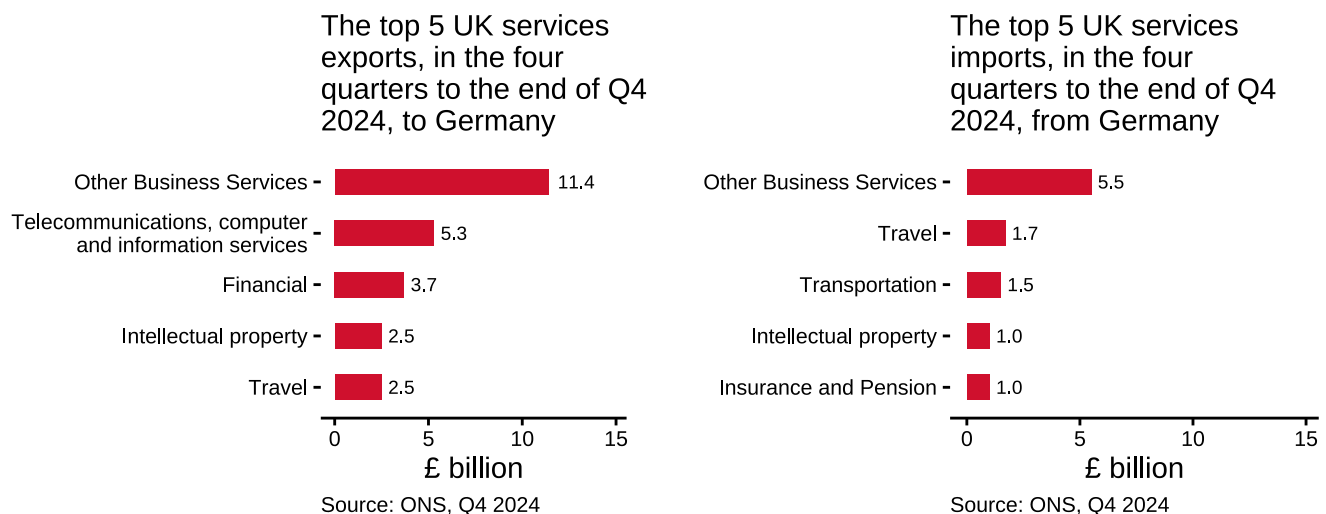 The top 5 UK services
exports, in the four
quarters to the end of Q4
2024, to Germany
Other Business Services
11.4
Telecommunications, computer
and information services
5.3
Financial
3.7
Intellectual property
2.5
Travel
2.5
0
5
10
15
£ billion
Source: ONS, Q4 2024
The top 5 UK services
imports, in the four
quarters to the end of Q4
2024, from Germany
Other Business Services
5.5
Travel
1.7
Transportation
1.5
Intellectual property
1.0
Insurance and Pension
1.0
0
5
10
15
£ billion
Source: ONS, Q4 2024